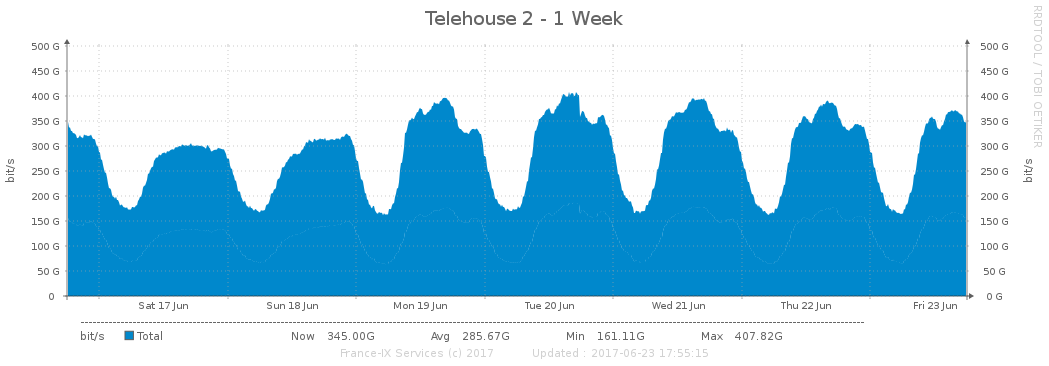 Telehouse 2 - 1 Week
RRDTOOL / TOBI OETIKER
500 G 500 G
450 G 450 G
400 G 400 G
350 G 350 G
300 G 300 G
250 G 250 G
200 G 200 G
150 G 150 G
100 G 100 G
50 G 50 G
0 0 G
bit/s
bit/s
Sat 17 Jun Sun 18 Jun Mon 19 Jun Tue 20 Jun Wed 21 Jun Thu 22 Jun Fri 23 Jun
bit/s Total Now 345.00G Avg 285.67G Min 161.11G Max 407.82G
France-IX Services (c) 2017 Updated : 2017-06-23 17:55:15